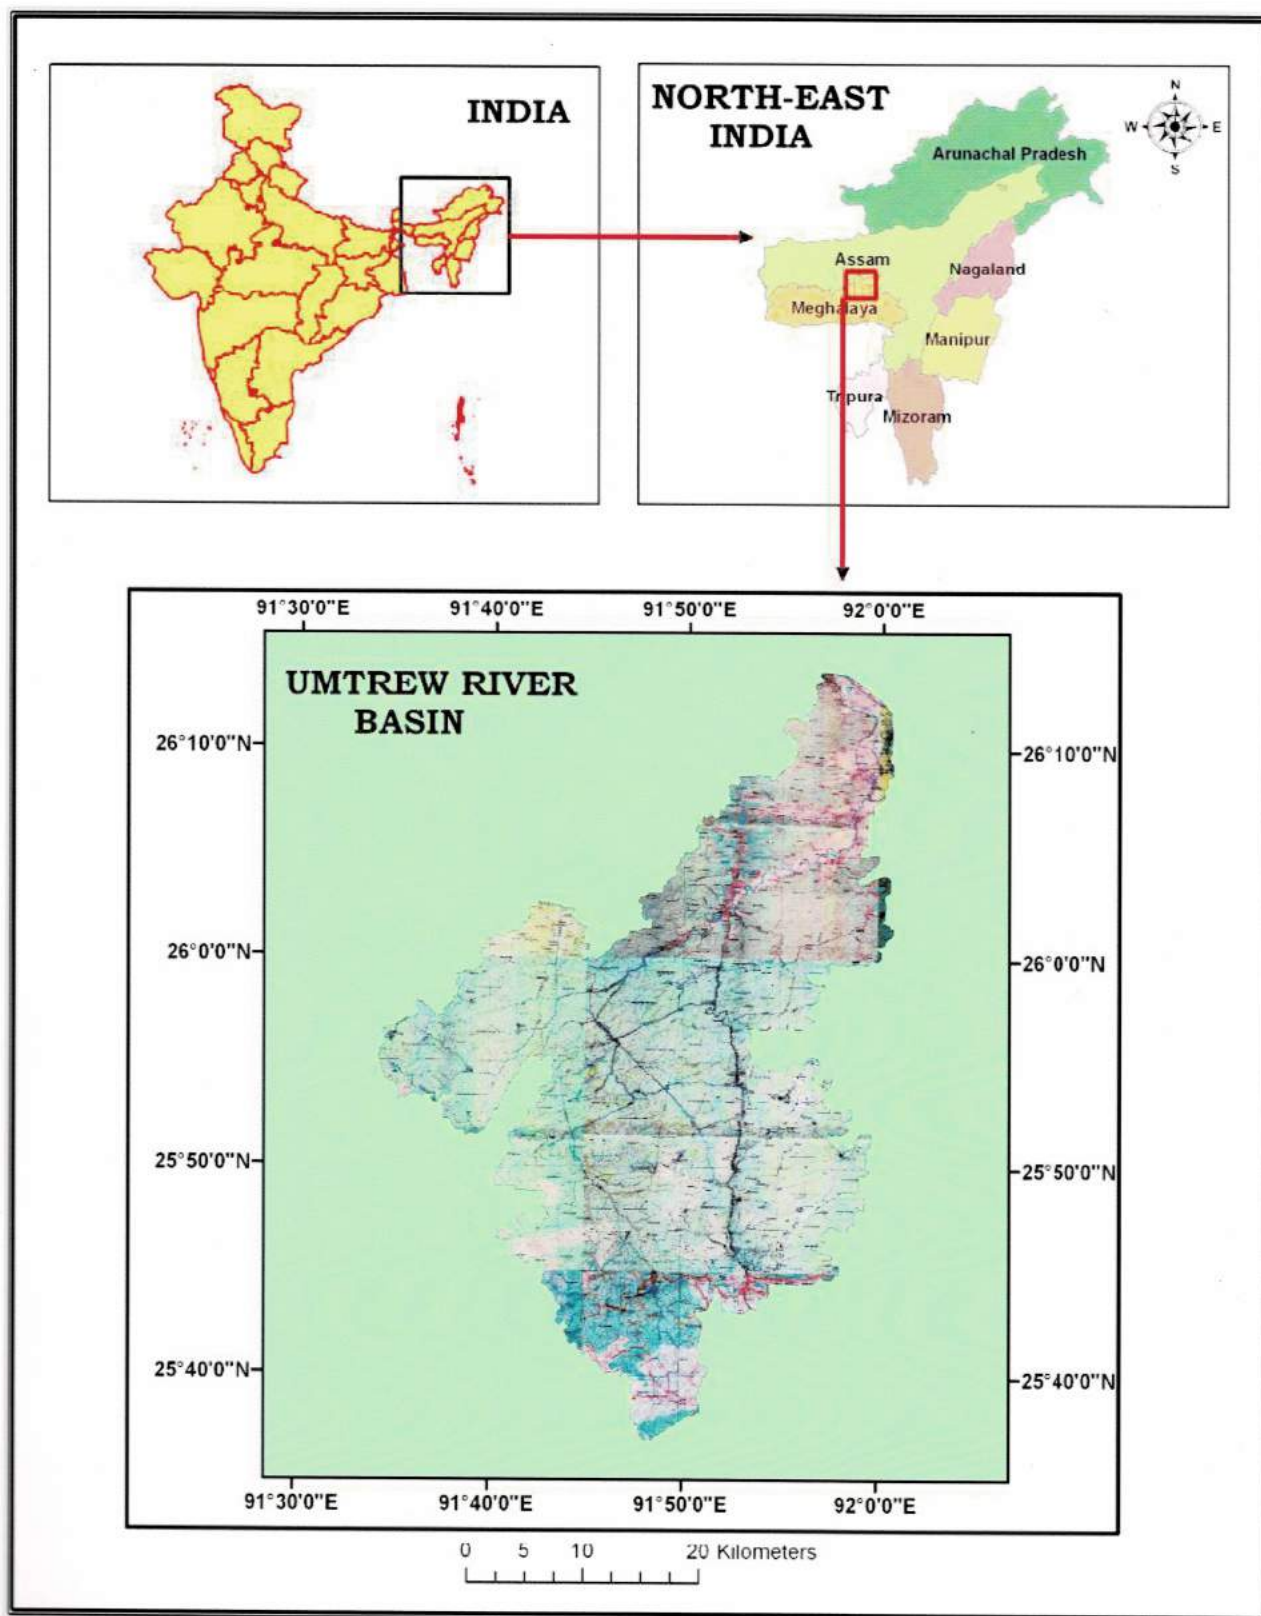 INDIA
NORTH-EAST
INDIA
N
W
E
S
Arunachal Pradesh
Assam
Nagaland
Meghalaya
Manipur
Tripura
Mizoram
91°30'0"E
91°40'0"E
91°50'0"E
92°0'0"E
UMTREW RIVER
BASIN
26°10'0"N
26°10'0"N
26°0'0"N
26°0'0"N
25°50'0"N
25°50'0"N
25°40'0"N
25°40'0"N
91°30'0"E
91°40'0"E
91°50'0"E
92°0'0"E
0 5 10 20 Kilometers